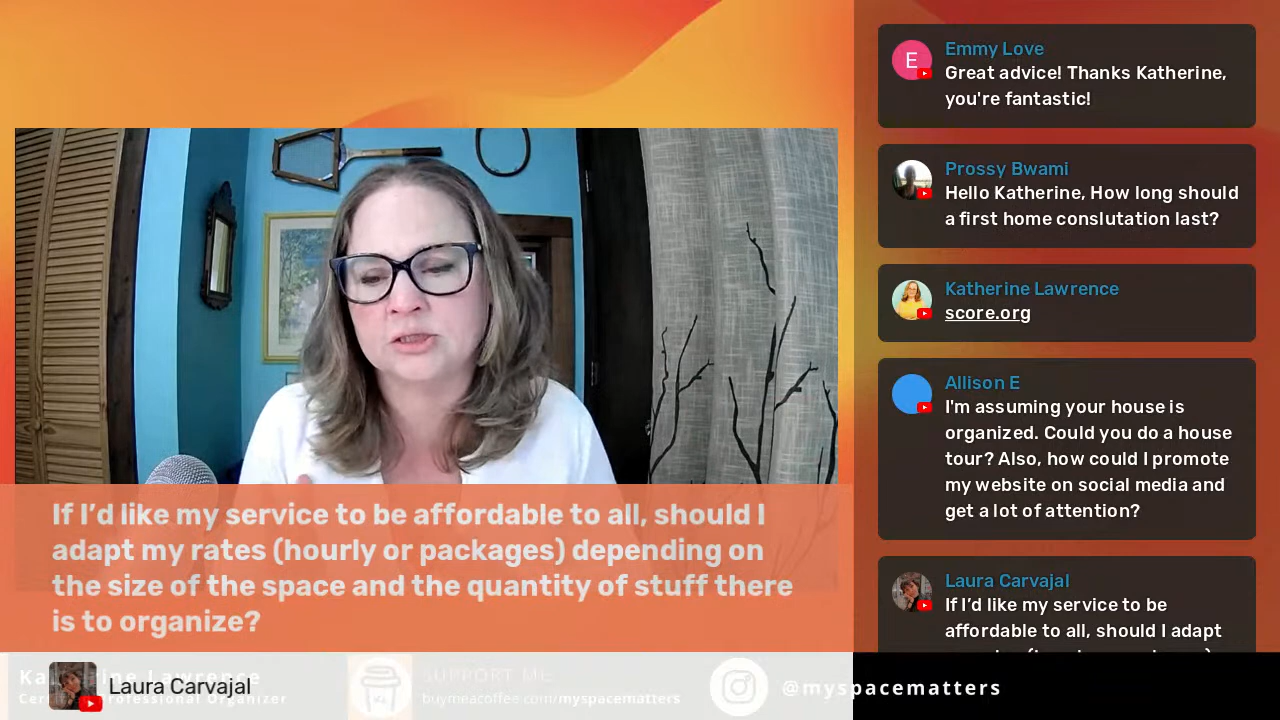 E
Emmy Love
Great advice! Thanks Katherine,
you're fantastic!
Prossy Bwami
Hello Katherine, How long should
a first home conslutation last?
Katherine Lawrence
score.org
Allison E
I'm assuming your house is
organized. Could you do a house
tour? Also, how could I promote
my website on social media and
get a lot of attention?
Laura Carvajal
If I’d like my service to be
affordable to all, should I adapt
If I’d like my service to be affordable to all, should I
adapt my rates (hourly or packages) depending on
the size of the space and the quantity of stuff there
is to organize?
Laura Carvajal
Katherine Lawrence
Certified Professional Organizer
SUPPORT ME
buymeacoffee.com/myspacematters
@myspacematters